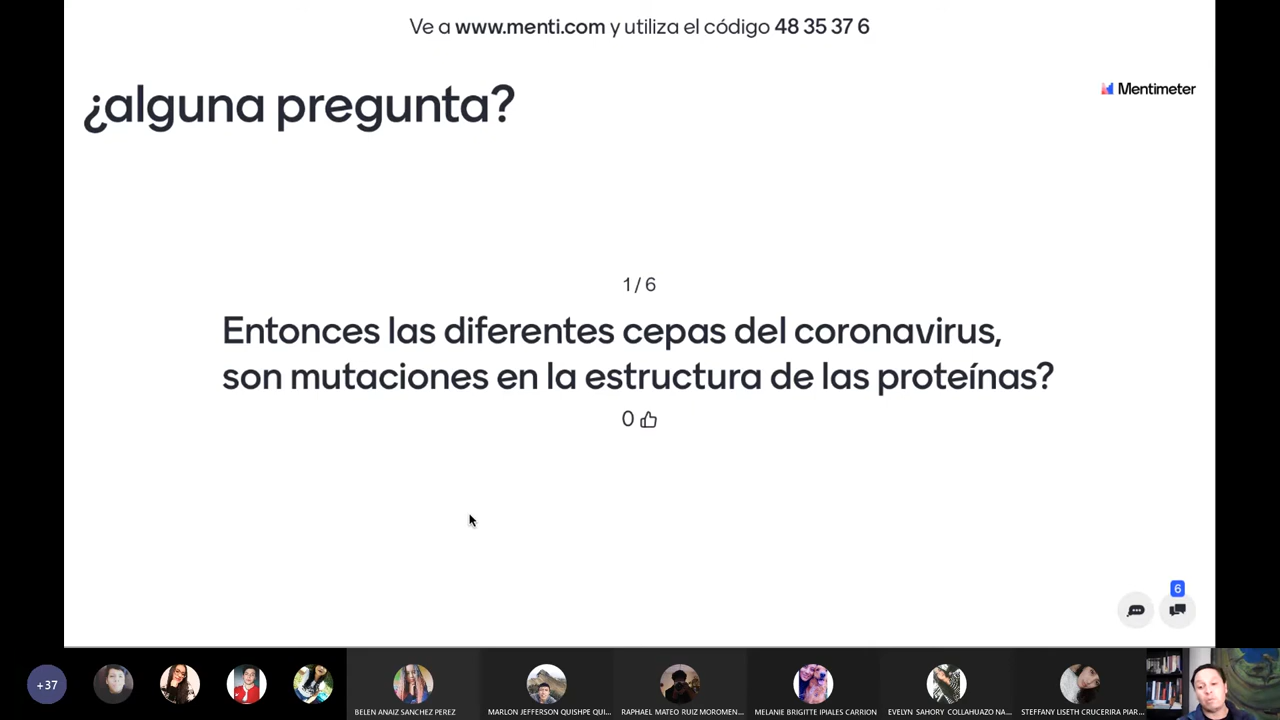 Ve a www.menti.com y utiliza el código 48 35 37 6
¿alguna pregunta?
Mentimeter
1 / 6
Entonces las diferentes cepas del coronavirus,
son mutaciones en la estructura de las proteínas?
0
6
+37
BELEN ANAIZ SANCHEZ PEREZ
MARLON JEFFERSON QUISHPE QUI...
RAPHAEL MATEO RUIZ MOROMEN...
MELANIE BRIGITTE IPIALES CARRION
EVELYN SAHORY COLLAHUAZO NA...
STEFFANY LISETH CRUCERIRA PIAR...